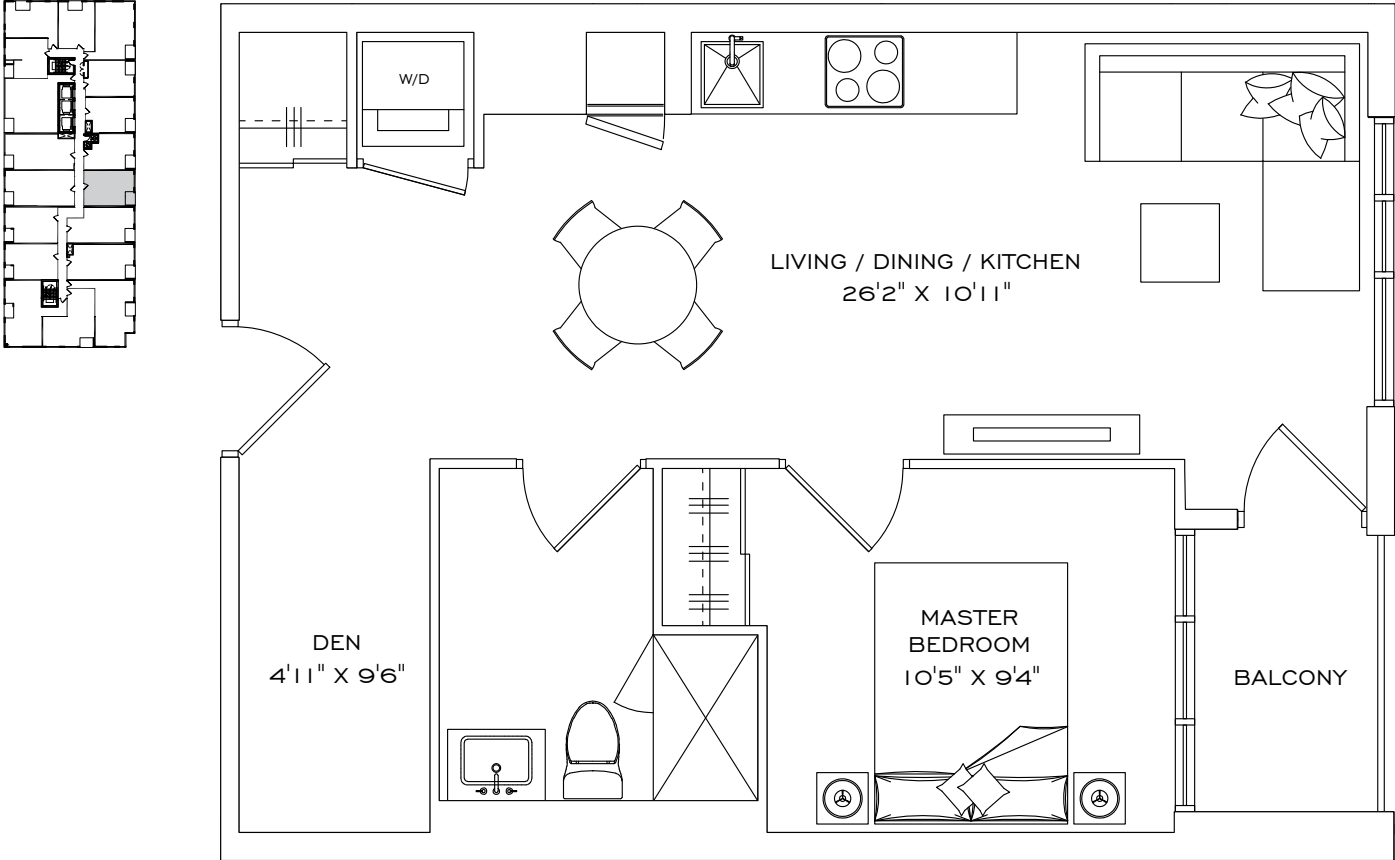 W/D
LIVING / DINING / KITCHEN
26'2" X 10'11"
DEN
4'11" X 9'6"
MASTER
BEDROOM
10'5" X 9'4"
BALCONY